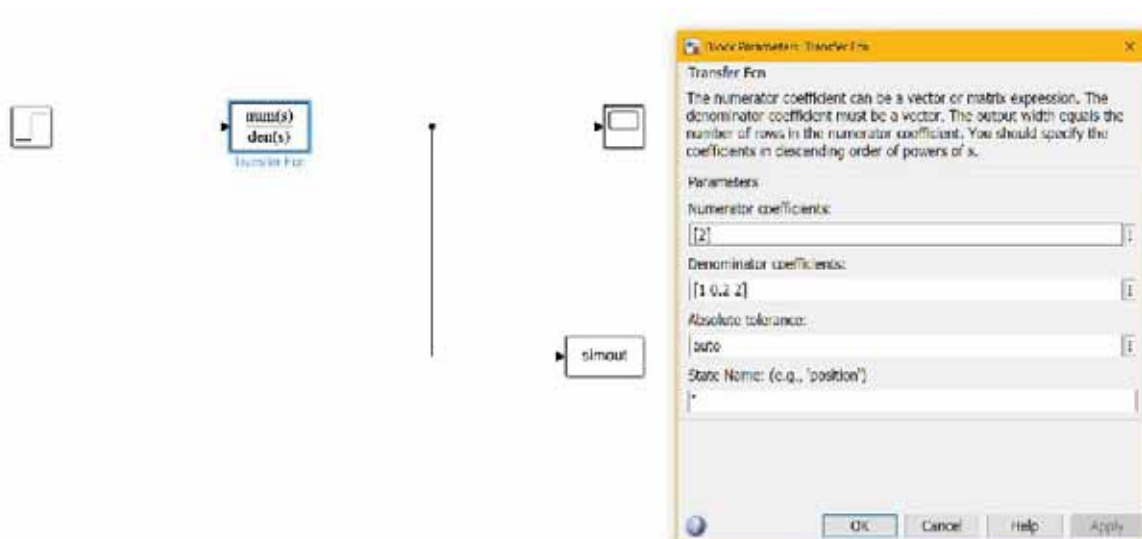 num(s)
den(s)
Transfer Fcn
simout
Block Parameters: Transfer Fcn
Transfer Fcn
The numerator coefficient can be a vector or matrix expression. The
denominator coefficient must be a vector. The output width equals the
number of rows in the numerator coefficient. You should specify the
coefficients in descending order of powers of s.
Parameters
Numerator coefficients:
[2]
Denominator coefficients:
[1 0.2 2]
Absolute tolerance:
auto
State Name: (e.g., 'position')
OK
Cancel
Help
Apply